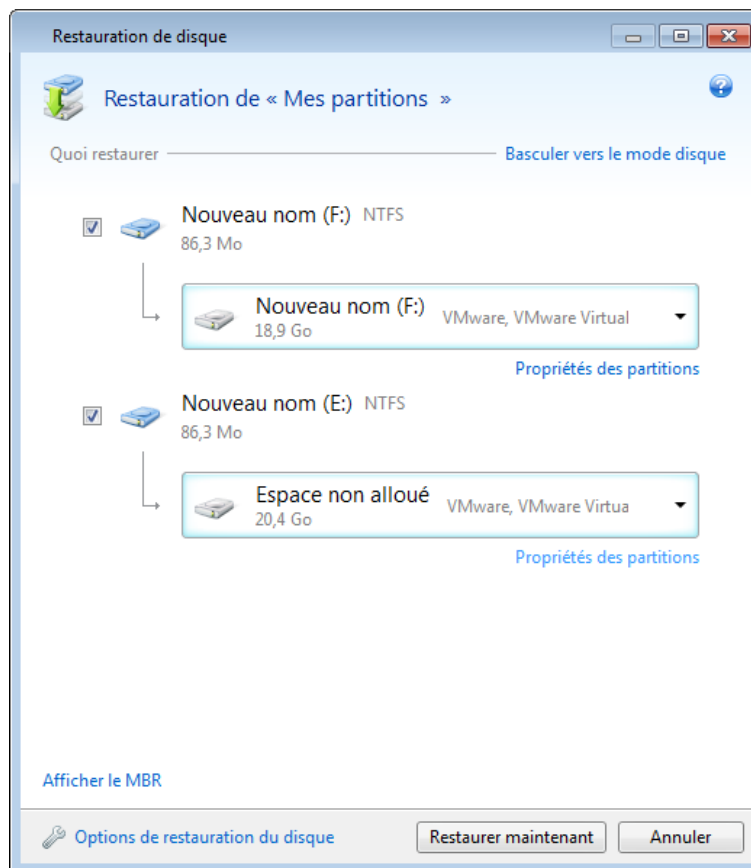 Restauration de disque
Restauration de « Mes partitions »
Quoi restaurer
Basculer vers le mode disque
Nouveau nom (F:) NTFS
86,3 Mo
Nouveau nom (F:) VMware, VMware Virtual
18,9 Go
Propriétés des partitions
Nouveau nom (E:) NTFS
86,3 Mo
Espace non alloué VMware, VMware Virtua
20,4 Go
Propriétés des partitions
Afficher le MBR
Options de restauration du disque
Restaurer maintenant
Annuler